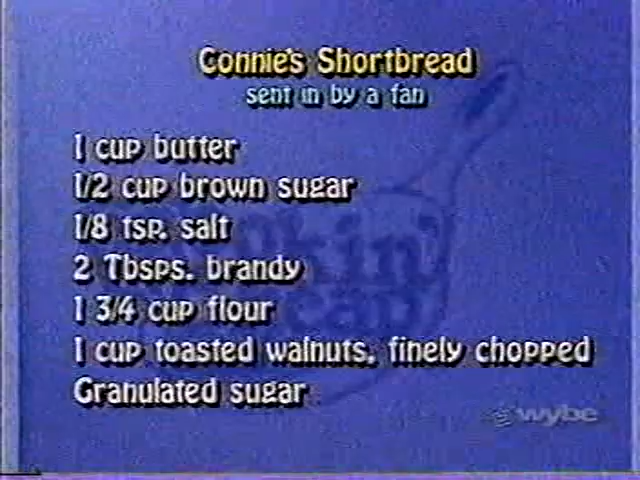 Connie's Shortbread
sent in by a fan
1 cup butter
1/2 cup brown sugar
1/8 tsp. salt
2 Tbsps. brandy
1 3/4 cup flour
1 cup toasted walnuts, finely chopped
Granulated sugar
wybe